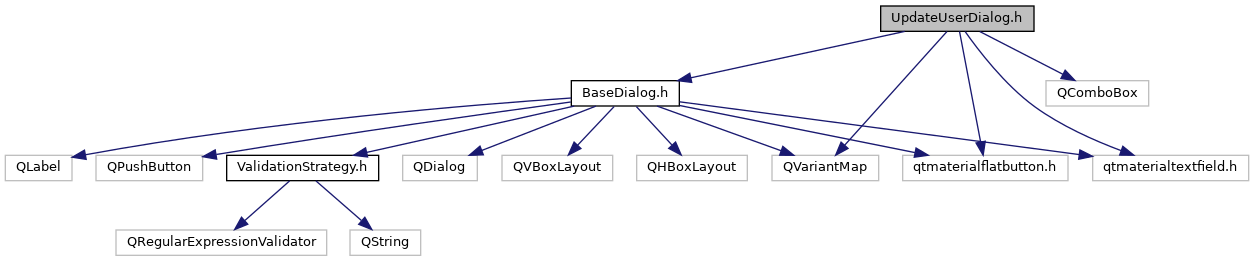 UpdateUserDialog.h
BaseDialog.h
QComboBox
QLabel
QPushButton
ValidationStrategy.h
QDialog
QVBoxLayout
QHBoxLayout
QVariantMap
qtmaterialflatbutton.h
qtmaterialtextfield.h
QRegularExpressionValidator
QString